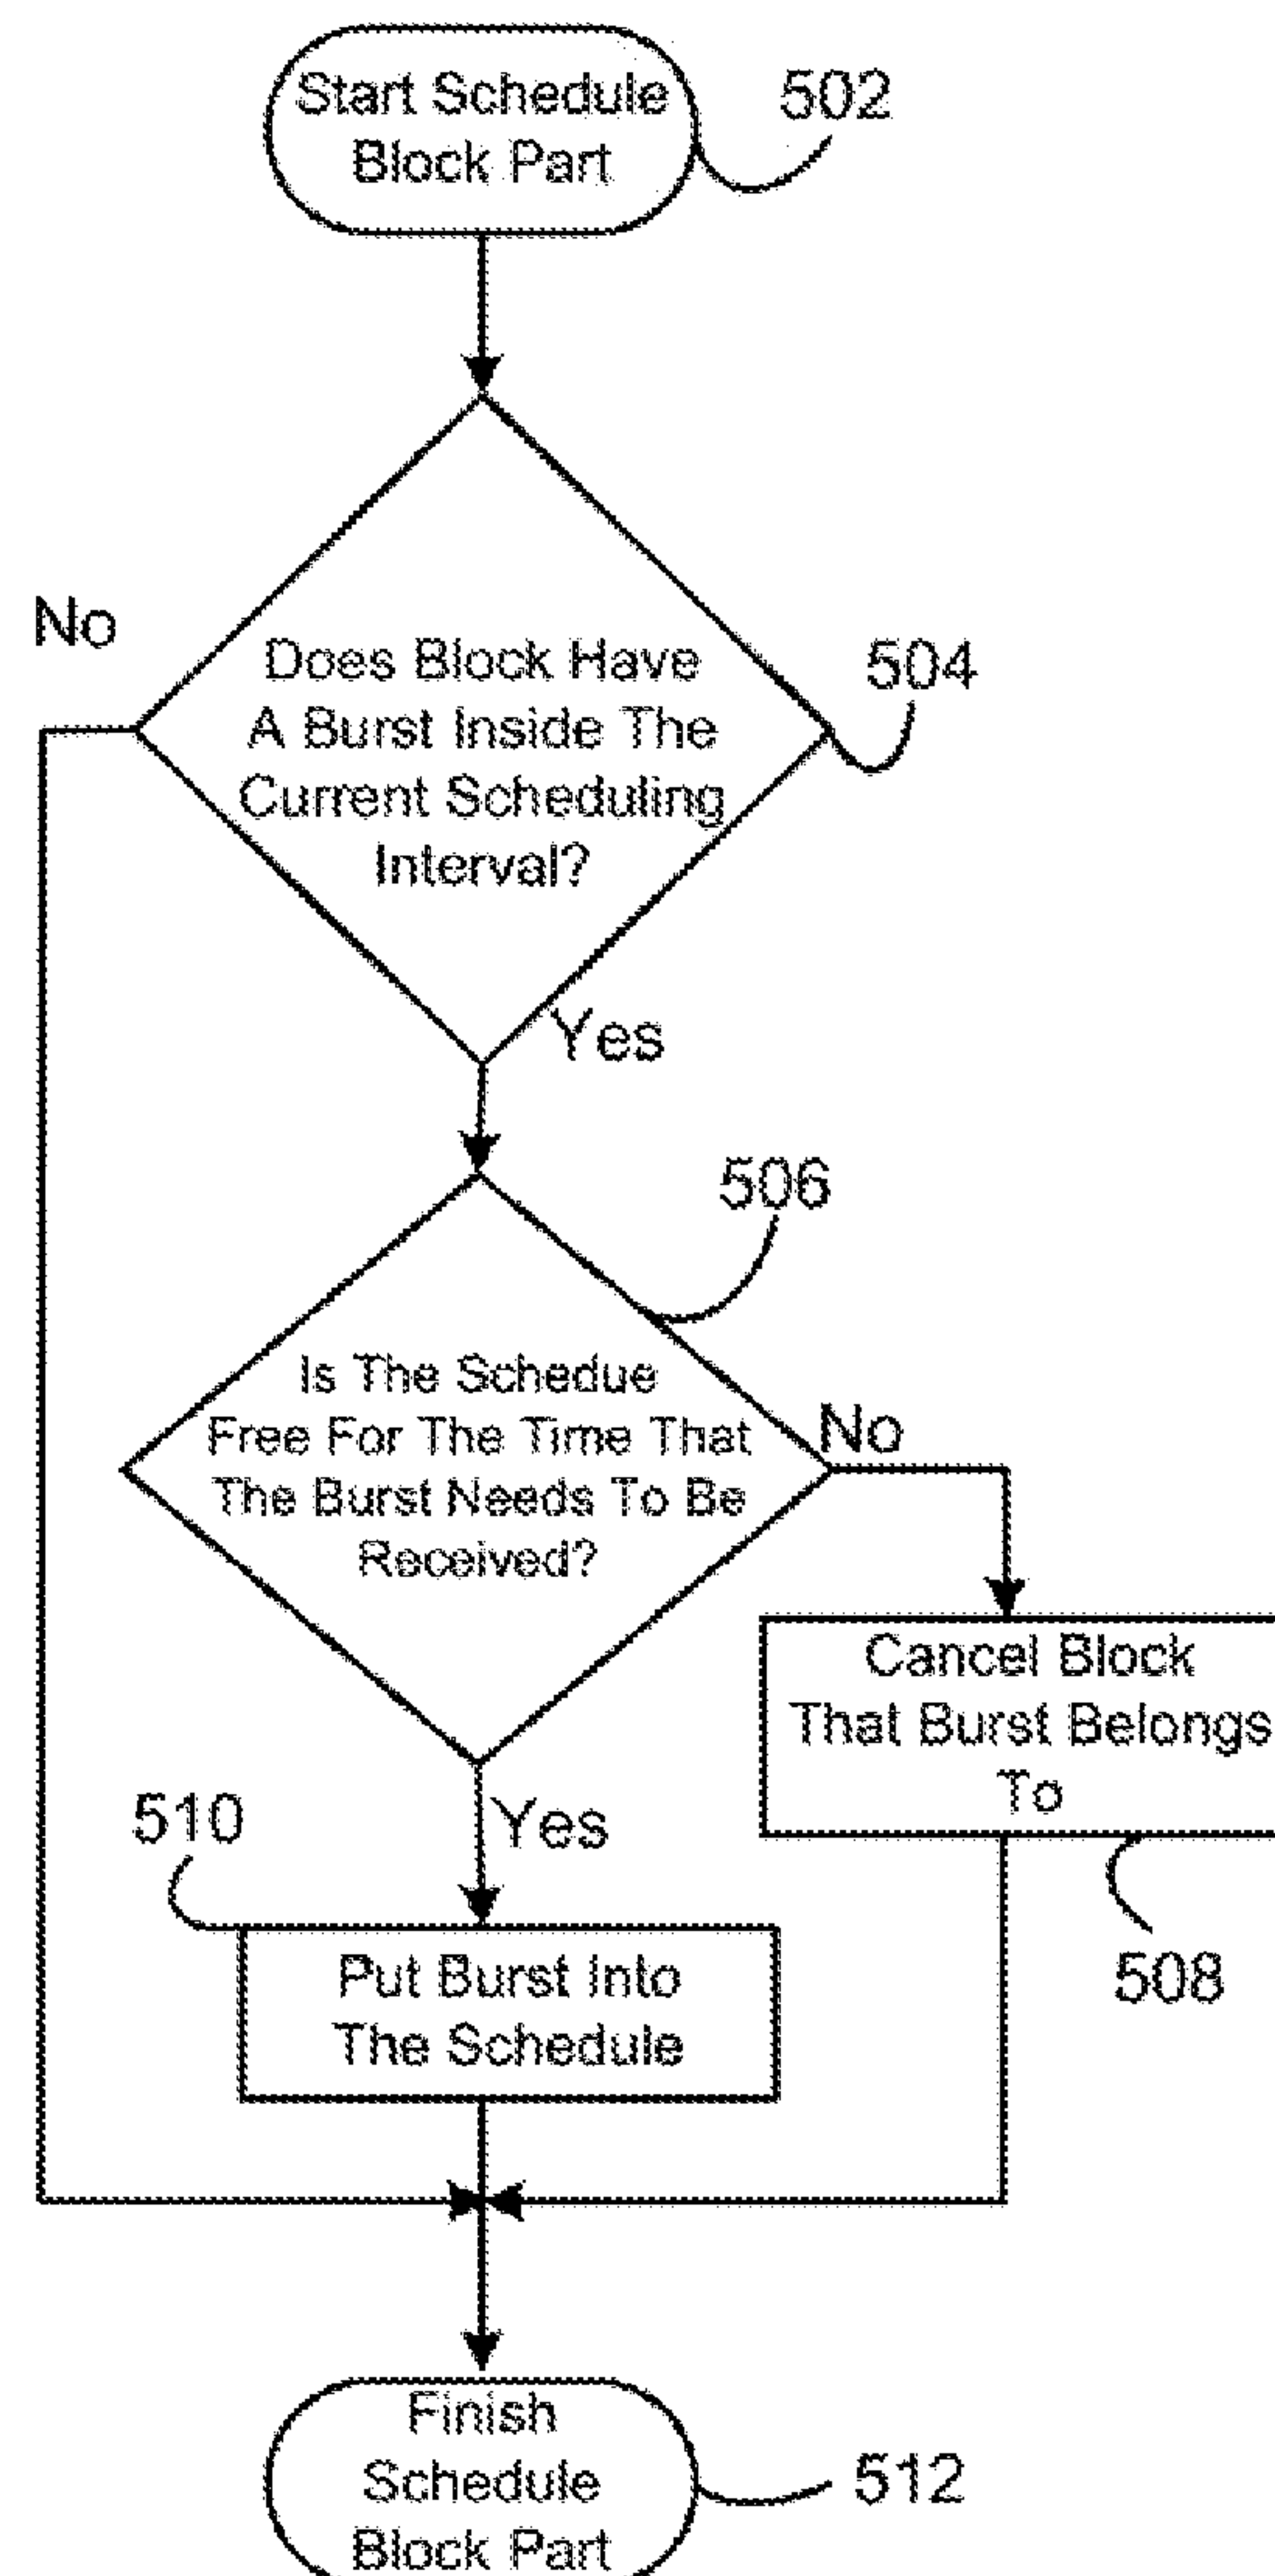 Start Schedule
Block Part
502
No
Does Block Have
A Burst Inside The
Current Scheduling
Interval?
504
Yes
506
Is The Schedue
Free For The Time That
The Burst Needs To Be
Received?
No
Cancel Block
That Burst Belongs
To
508
510
Yes
Put Burst Into
The Schedule
Finish
Schedule
Block Part
512